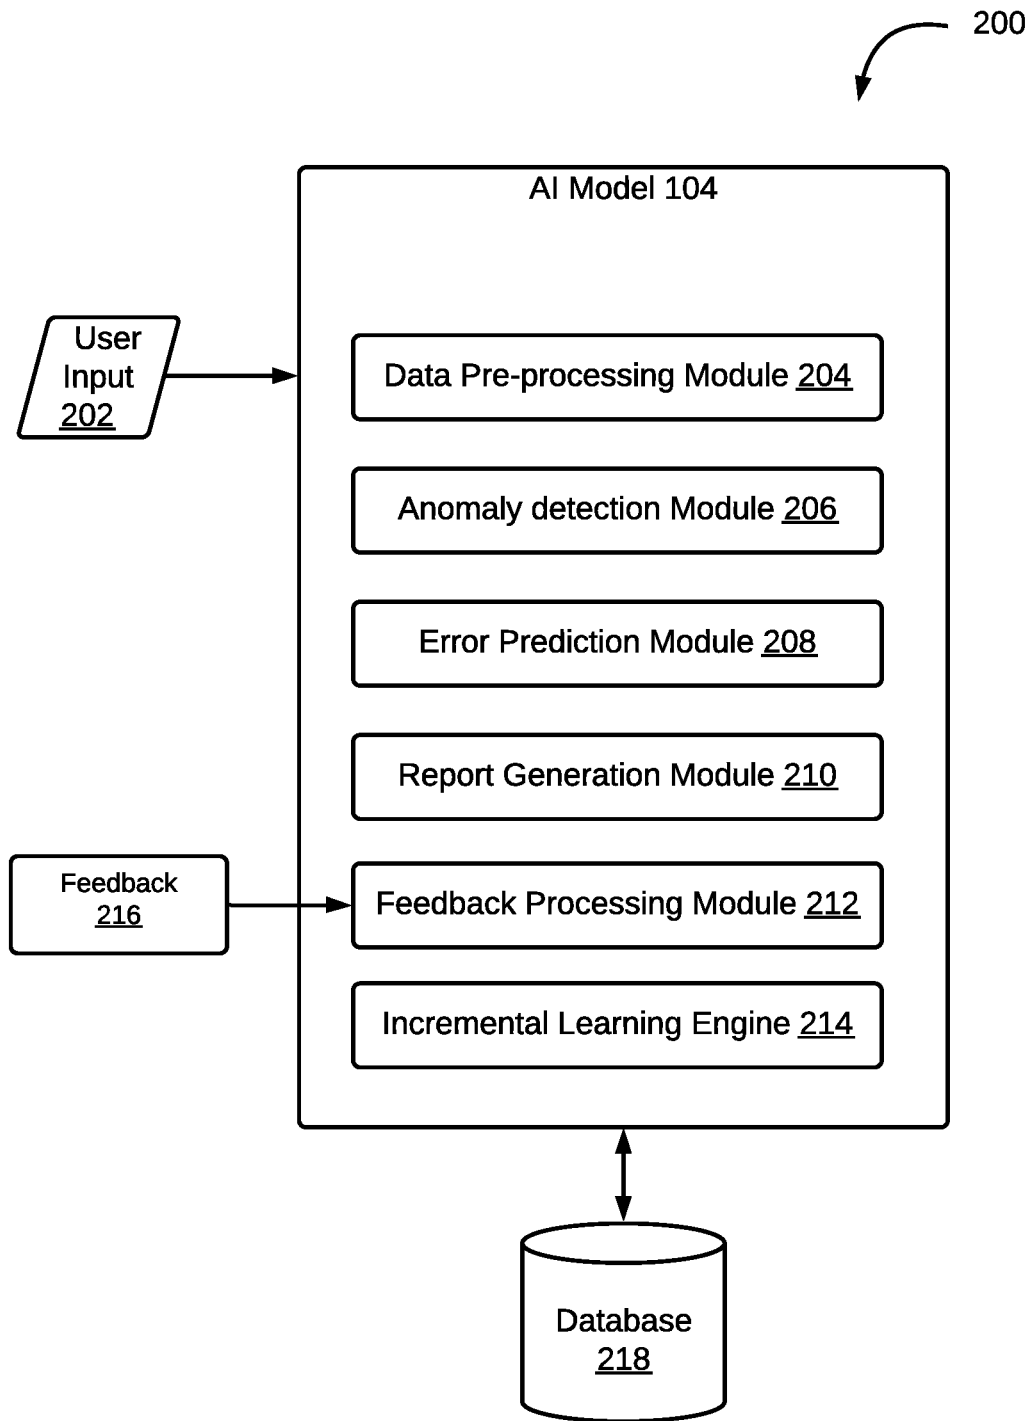 200
AI Model 104
User
Input
202
Data Pre-processing Module 204
Anomaly detection Module 206
Error Prediction Module 208
Report Generation Module 210
Feedback
216
Feedback Processing Module 212
Incremental Learning Engine 214
Database
218